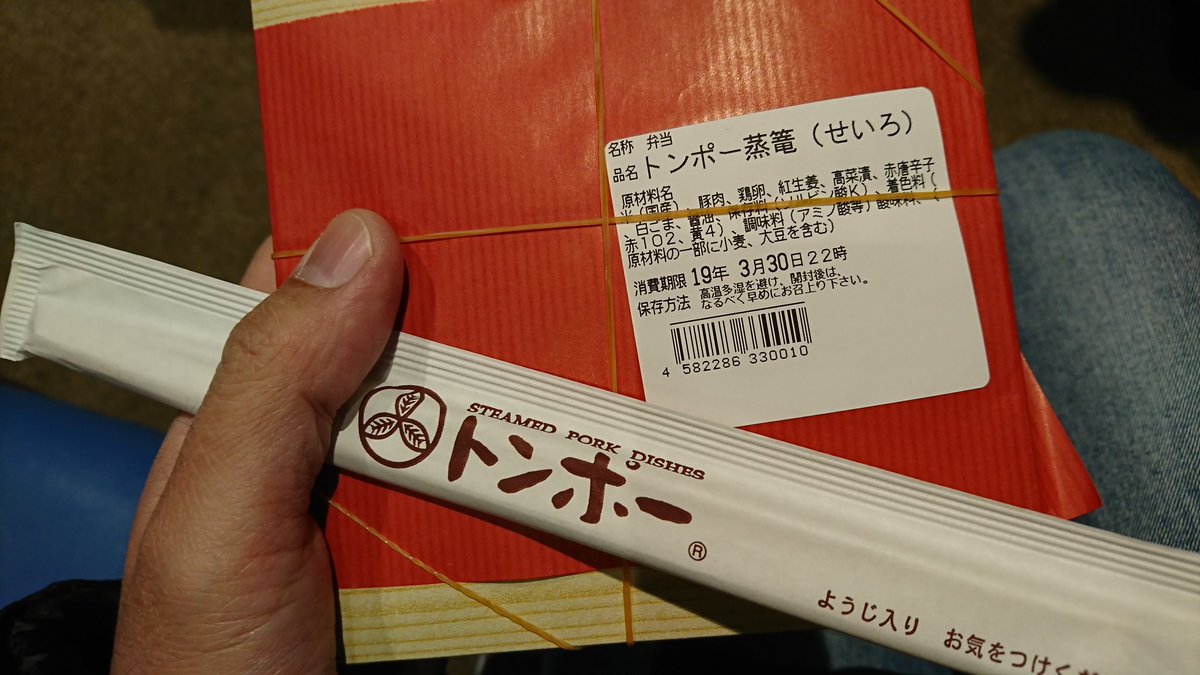 名称 弁当
品名 トンポー蒸篭（せいろ）
原材料名
米（国産）、豚肉、鶏卵、紅生姜、高菜漬、赤唐辛子
、白ごま、醤油、保存料（ソルビン酸K）、着色料（
赤102、黄4）、調味料（アミノ酸等）酸味料、（
原材料の一部に小麦、大豆を含む）
消費期限 19年 3月30日22時
保存方法 高温多湿を避け、開封後は、
なるべく早めにお召上り下さい。
4 582286 330010
STEAMED PORK DISHES
トンポー
®
ようじ入り お気をつけくだ